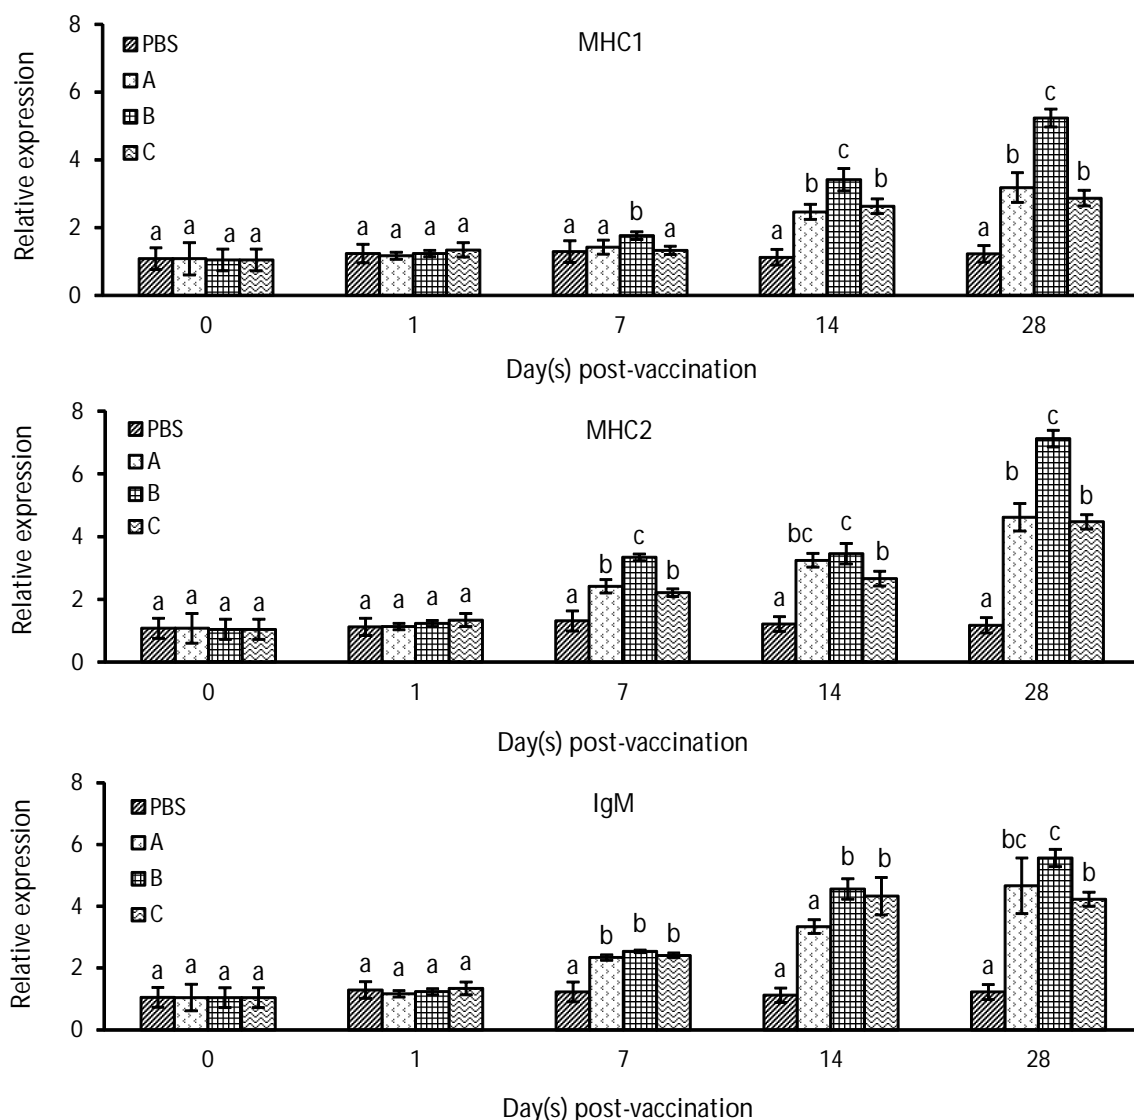 MHC1
Relative expression
8
6
4
2
0
PBS
A
B
C
a a a a
a a a a
a a b a
a b c b
a b c b
0 1 7 14 28
Day(s) post-vaccination
MHC2
Relative expression
8
6
4
2
0
PBS
A
B
C
a a a a
a a a a
a b c b
a bc c b
a b c b
0 1 7 14 28
Day(s) post-vaccination
IgM
Relative expression
8
6
4
2
0
PBS
A
B
C
a a a a
a a a a
a b b b
a a b b
a bc c b
0 1 7 14 28
Day(s) post-vaccination